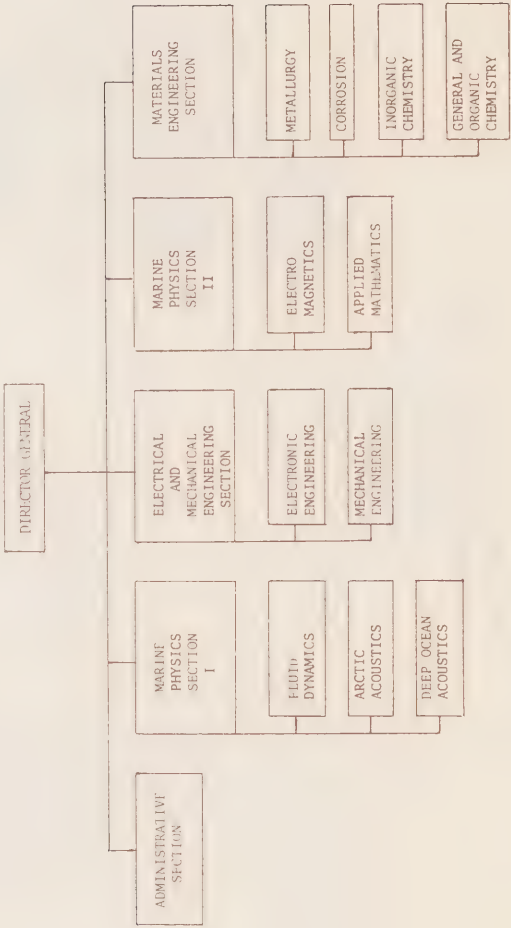 DIRECTOR GENERAL
ADMINISTRATIVE
SECTION
MARINE
PHYSICS
SECTION
I
FLUID
DYNAMICS
ARCTIC
ACOUSTICS
DEEP OCEAN
ACOUSTICS
ELECTRICAL
AND
MECHANICAL
ENGINEERING
SECTION
ELECTRONIC
ENGINEERING
MECHANICAL
ENGINEERING
MARINE
PHYSICS
SECTION
II
ELECTRO
MAGNETICS
APPLIED
MATHEMATICS
MATERIALS
ENGINEERING
SECTION
METALLURGY
CORROSION
INORGANIC
CHEMISTRY
GENERAL AND
ORGANIC
CHEMISTRY